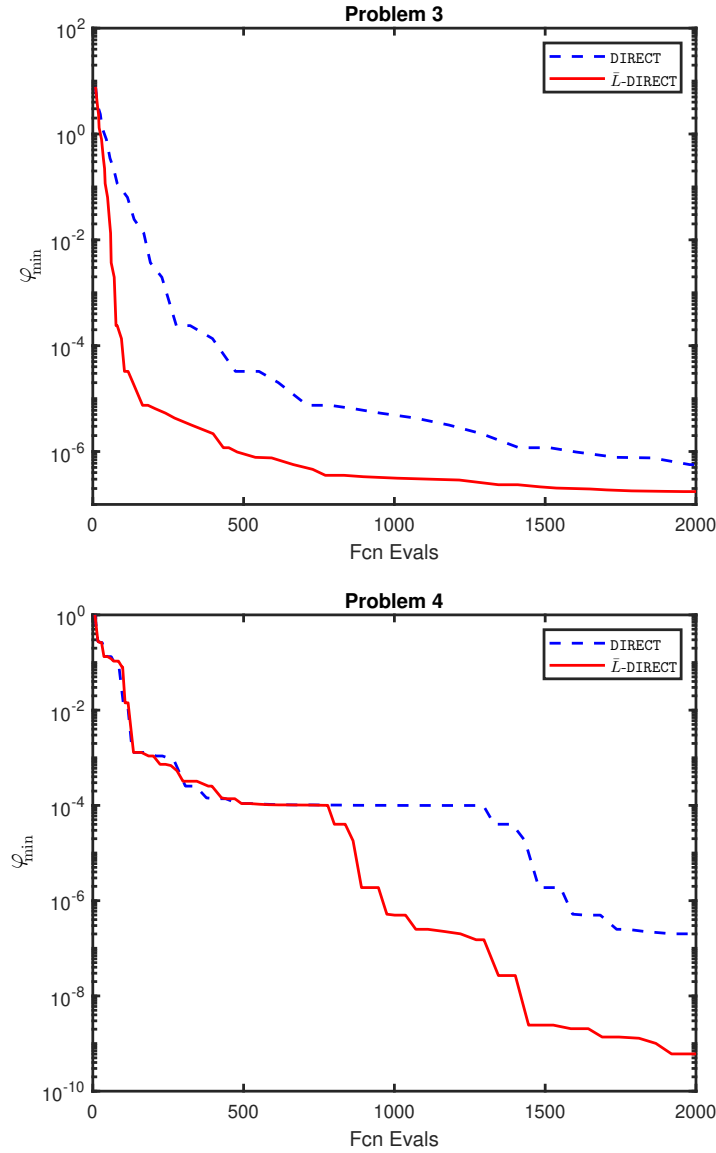 Problem 3
10^2
10^0
10^-2
10^-4
10^-6
φ_min
0 500 1000 1500 2000
Fcn Evals
DIRECT
L̄-DIRECT
Problem 4
10^0
10^-2
10^-4
10^-6
10^-8
10^-10
φ_min
0 500 1000 1500 2000
Fcn Evals
DIRECT
L̄-DIRECT